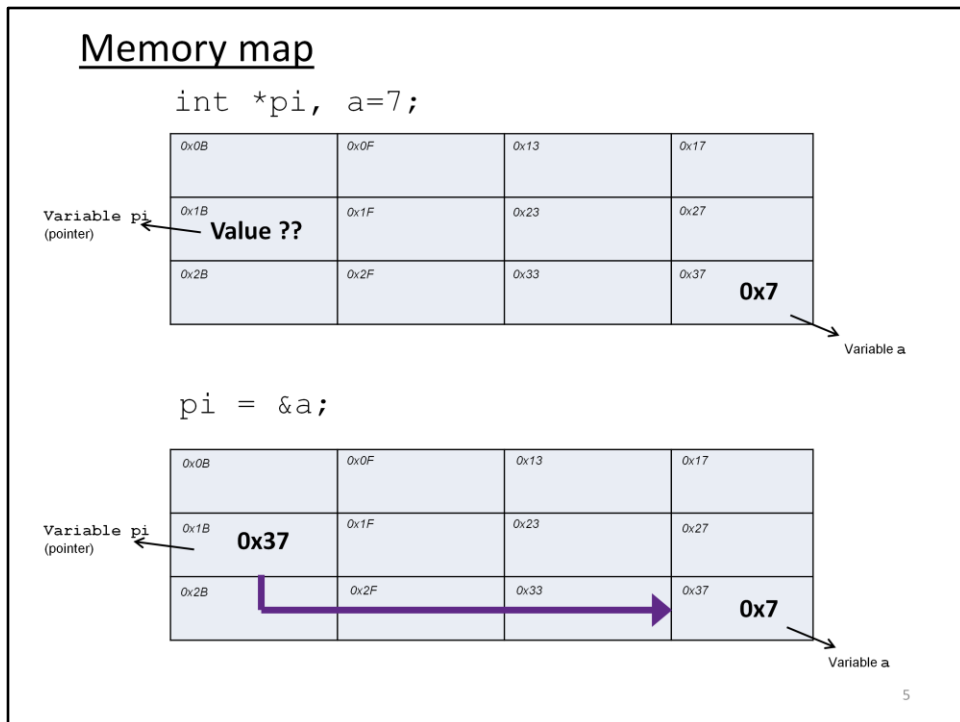 Memory map
int *pi, a=7;
0x0B 0x0F 0x13 0x17
Variable pi
(pointer)
0x1B 0x1F 0x23 0x27
Value ??
0x2B 0x2F 0x33 0x37
0x7
Variable a
pi = &a;
0x0B 0x0F 0x13 0x17
Variable pi
(pointer)
0x1B 0x1F 0x23 0x27
0x37
0x2B 0x2F 0x33 0x37
0x7
Variable a
5